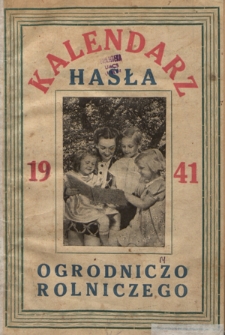 KALENDARZ
HASŁA
19 41
OGRODNICZO
ROLNICZEGO